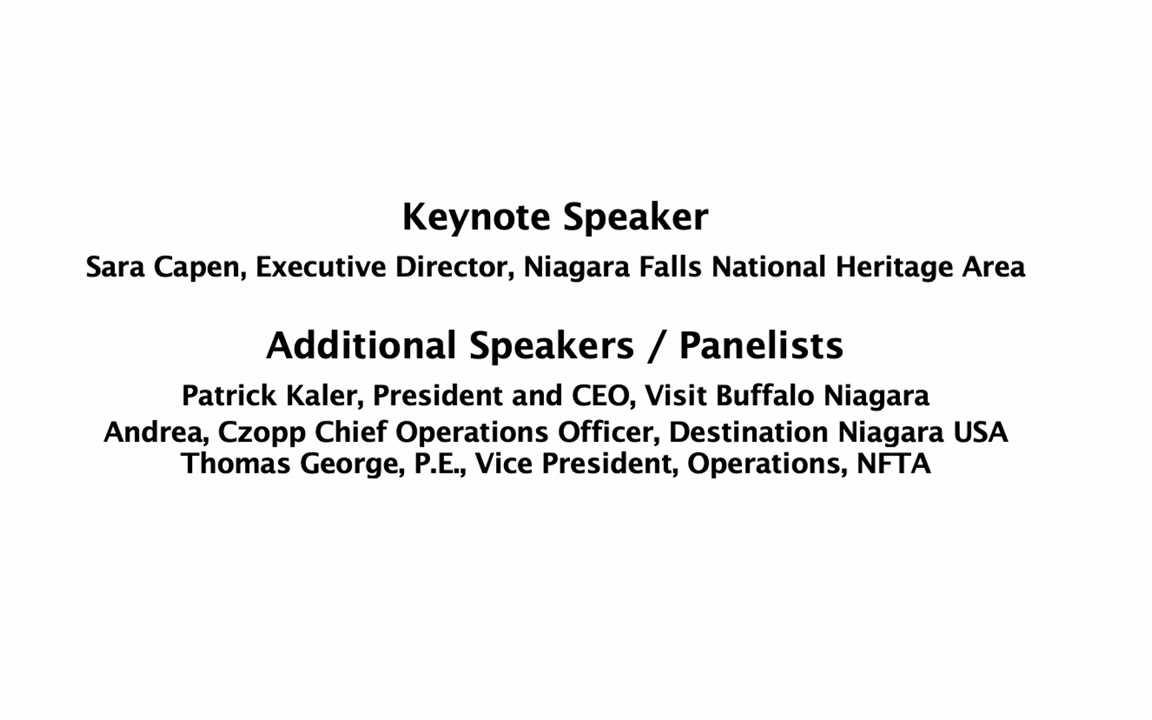 Keynote Speaker
Sara Capen, Executive Director, Niagara Falls National Heritage Area
Additional Speakers / Panelists
Patrick Kaler, President and CEO, Visit Buffalo Niagara
Andrea, Czopp Chief Operations Officer, Destination Niagara USA
Thomas George, P.E., Vice President, Operations, NFTA